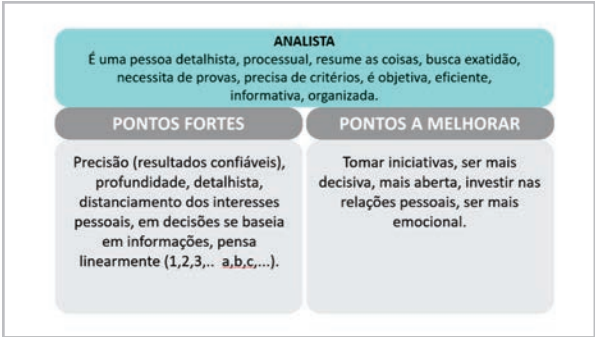 ANALISTA
É uma pessoa detalhista, processual, resume as coisas, busca exatidão,
necessita de provas, precisa de critérios, é objetiva, eficiente,
informativa, organizada.
PONTOS FORTES
Precisão (resultados confiáveis),
profundidade, detalhista,
distanciamento dos interesses
pessoais, em decisões se baseia
em informações, pensa
linearmente (1,2,3,.. a,b,c,...).
PONTOS A MELHORAR
Tomar iniciativas, ser mais
decisiva, mais aberta, investir nas
relações pessoais, ser mais
emocional.